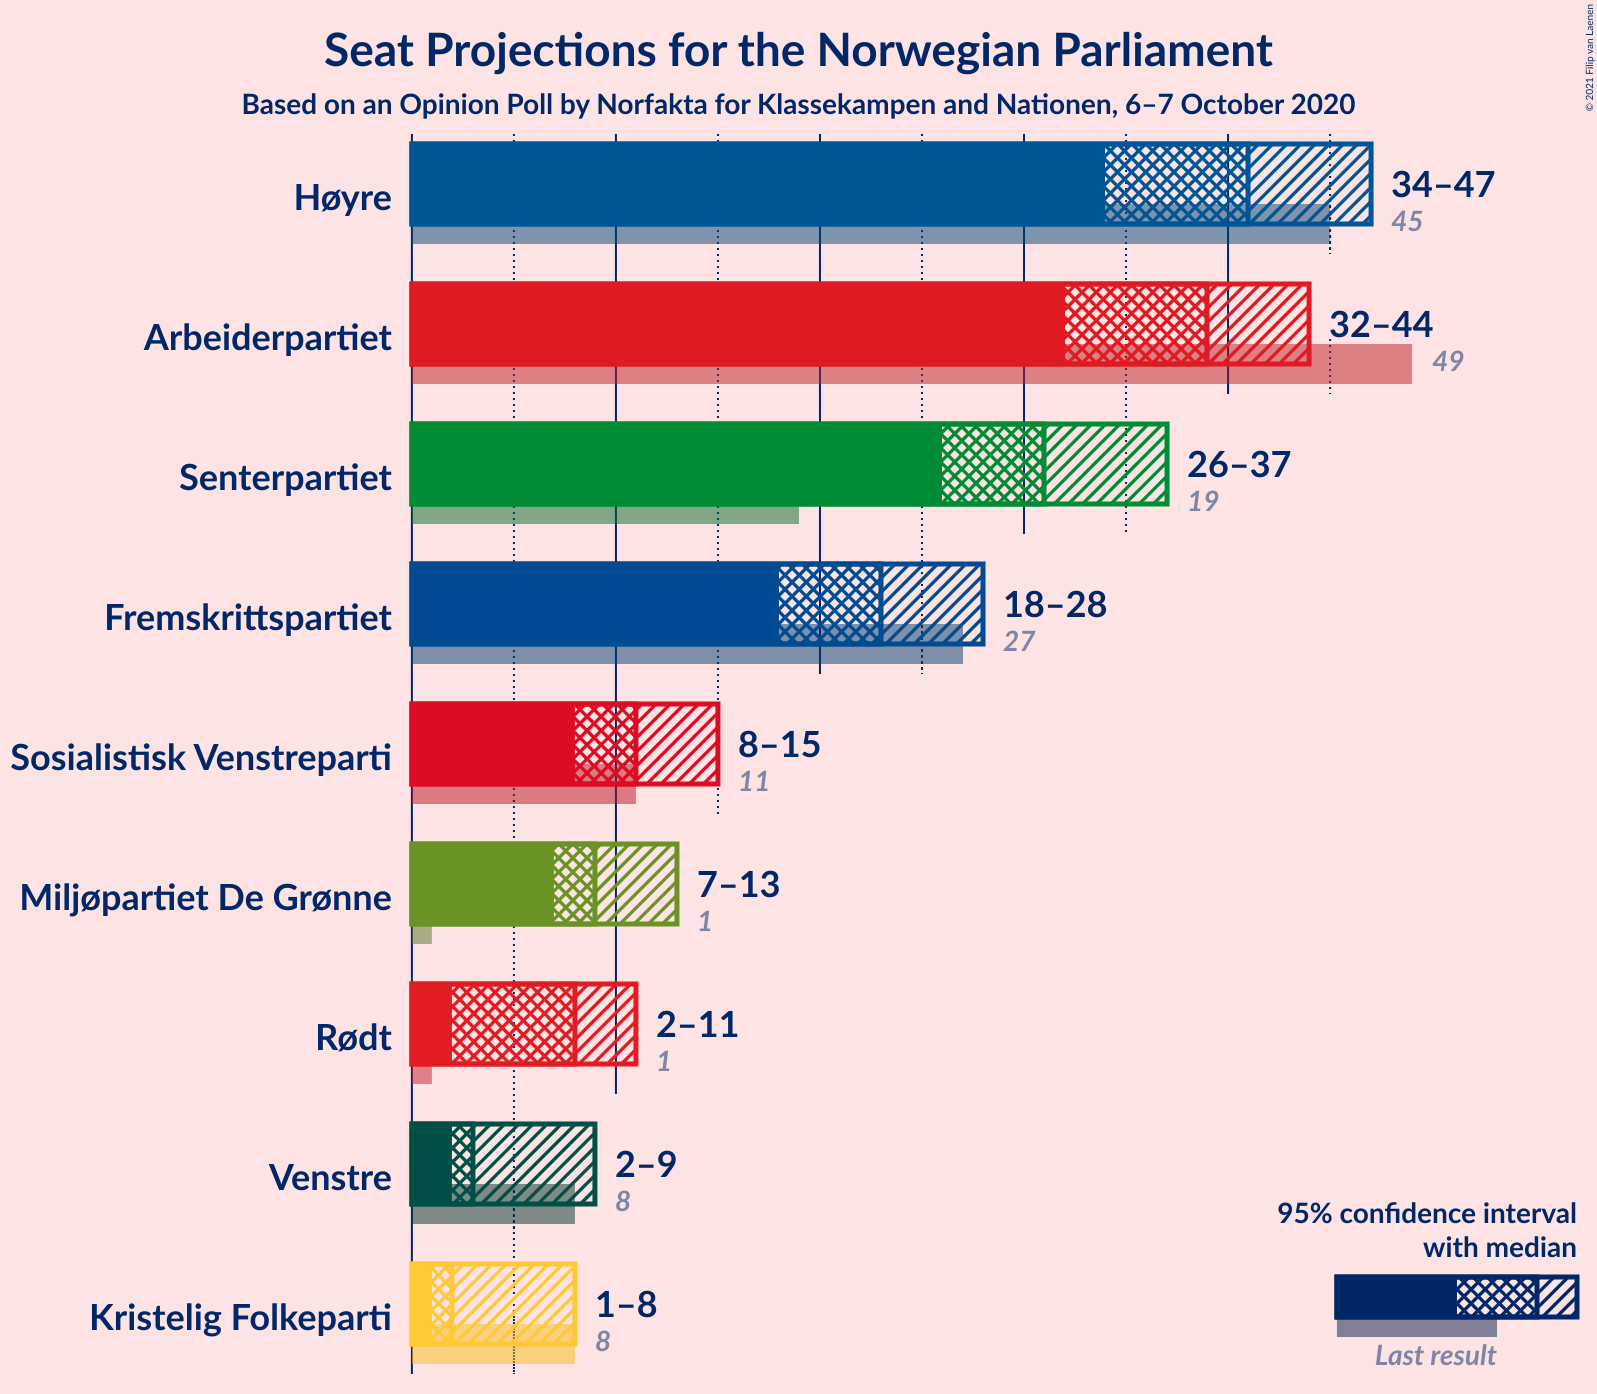 Seat Projections for the Norwegian Parliament
Based on an Opinion Poll by Norfakta for Klassekampen and Nationen, 6–7 October 2020
© 2021 Filip van Laenen
Høyre
34–47
45
Arbeiderpartiet
32–44
49
Senterpartiet
26–37
19
Fremskrittspartiet
18–28
27
Sosialistisk Venstreparti
8–15
11
Miljøpartiet De Grønne
7–13
1
Rødt
2–11
1
Venstre
2–9
8
Kristelig Folkeparti
1–8
8
95% confidence interval
with median
Last result